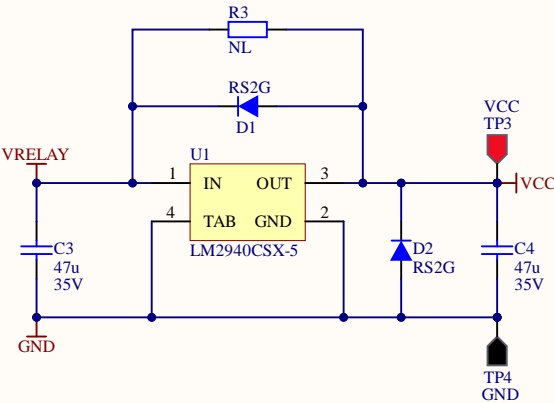 R3
NL
RS2G
D1
VCC
TP3
VRELAY
U1
1
IN
OUT
3
VCC
4
TAB
GND
2
LM2940CSX-5
C3
47u
35V
D2
RS2G
C4
47u
35V
GND
TP4
GND